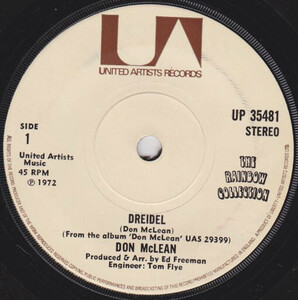 UA
UNITED ARTISTS RECORDS
UP 35481
STEREO
SIDE
1
United Artists
Music
45 RPM
℗ 1972
THE
RAINBOW
COLLECTION
DREIDEL
(Don McLean)
(From the album 'Don McLean' UAS 29399)
DON McLEAN
Produced & Arr. by Ed Freeman
Engineer: Tom Flye